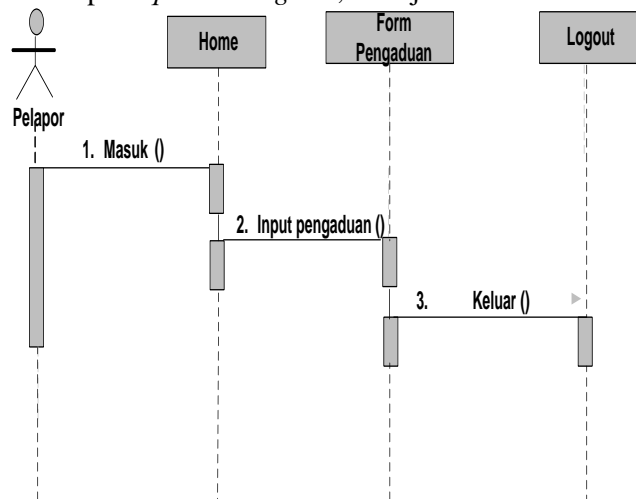 Home
Form
Pengaduan
Logout
Pelapor
1. Masuk ()
2. Input pengaduan ()
3. Keluar ()